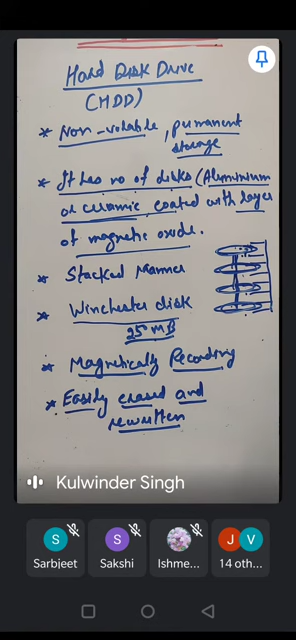 Hard Disk Drive
(HDD)
* Non-volatile, permanent
storage
* It has no of disks (Aluminium
or ceramic, coated with layer
of magnetic oxide.
* Stacked Manner
* Winchester disk
25 MB
* Magnetically Recording
* Easily erased and
rewritten
Kulwinder Singh
S
S
J V
Sarbjeet
Sakshi
Ishme...
14 oth...